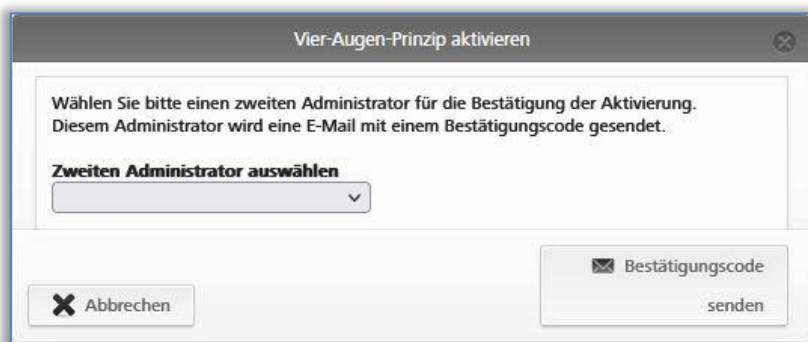 Vier-Augen-Prinzip aktivieren
Wählen Sie bitte einen zweiten Administrator für die Bestätigung der Aktivierung.
Diesem Administrator wird eine E-Mail mit einem Bestätigungscode gesendet.
Zweiten Administrator auswählen
Abbrechen
Bestätigungscode
senden